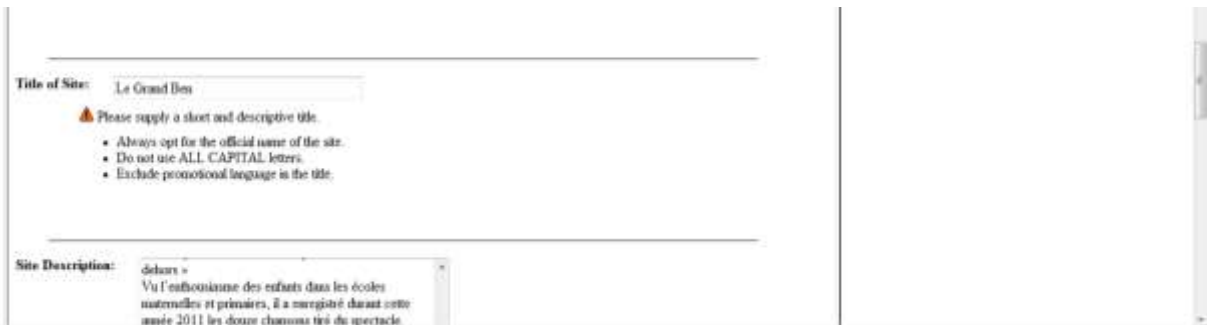 Title of Site: Le Grand Ben
Please supply a short and descriptive title.
• Always opt for the official name of the site.
• Do not use ALL CAPITAL letters.
• Exclude promotional language in the title.
Site Description: dehors »
Vu l'enthousiasme des enfants dans les écoles
maternelles et primaires, il a enregistré durant cette
année 2011 les douze chansons tiré du spectacle